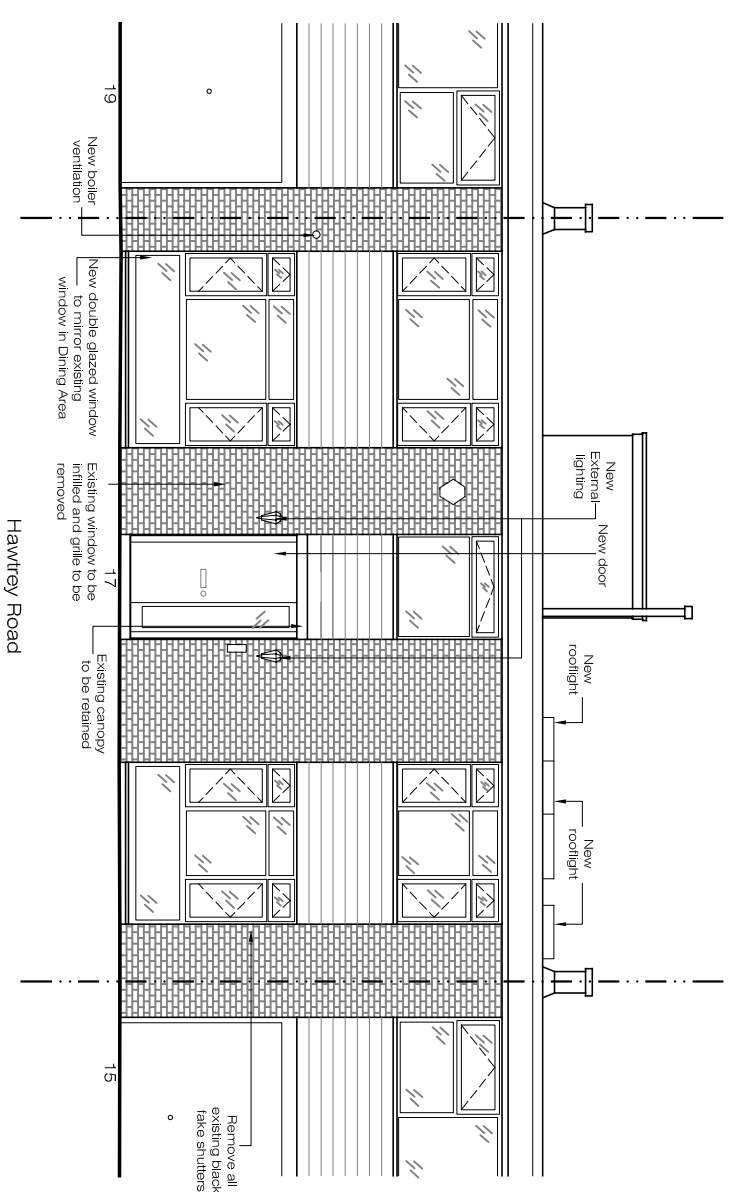 New
rooflight
New
rooflight
New
External
lighting
New door
19
17
15
New boiler
ventilation
New double glazed window
to mirror existing
window in Dining Area
Existing window to be
infilled and grille to be
removed
Existing canopy
to be retained
Remove all
existing black
fake shutters
Hawtrey Road